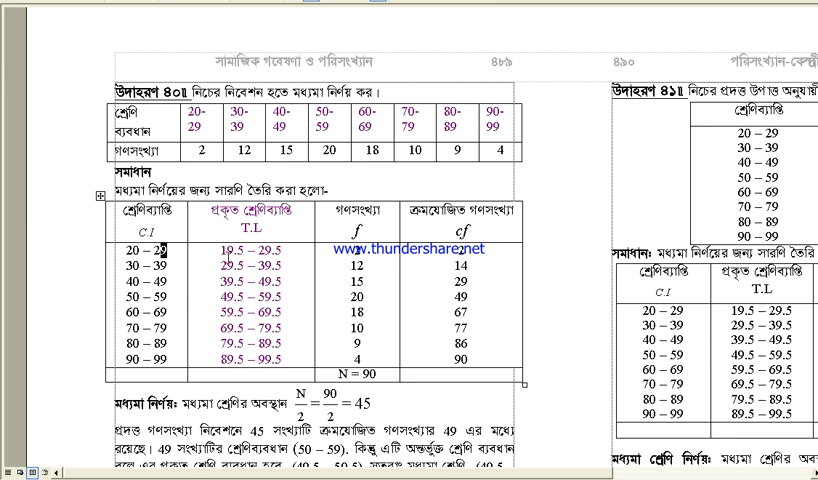 সামাজিক গবেষণা ও পরিসংখ্যান ৪৮৯
উদাহরণ ৪০॥ নিচের নিবেশন হতে মধ্যমা নির্ণয় কর।
শ্রেণি ব্যবধান 20-29 30-39 40-49 50-59 60-69 70-79 80-89 90-99
গণসংখ্যা 2 12 15 20 18 10 9 4
সমাধান
মধ্যমা নির্ণয়ের জন্য সারণি তৈরি করা হলো-
শ্রেণিব্যাপ্তি প্রকৃত শ্রেণিব্যাপ্তি গণসংখ্যা ক্রমযোজিত গণসংখ্যা
C.I T.L f cf
20 – 29 19.5 – 29.5 2 2
www.thundershare.net
30 – 39 29.5 – 39.5 12 14
40 – 49 39.5 – 49.5 15 29
50 – 59 49.5 – 59.5 20 49
60 – 69 59.5 – 69.5 18 67
70 – 79 69.5 – 79.5 10 77
80 – 89 79.5 – 89.5 9 86
90 – 99 89.5 – 99.5 4 90
N = 90
মধ্যমা নির্ণয়: মধ্যমা শ্রেণির অবস্থান N/2 = 90/2 = 45
প্রদত্ত গণসংখ্যা নিবেশনে 45 সংখ্যাটি ক্রমযোজিত গণসংখ্যার 49 এর মধ্যে
রয়েছে। 49 সংখ্যাটির শ্রেণিব্যবধান (50 – 59). কিন্তু এটি অন্তর্ভুক্ত শ্রেণি ব্যবধান
৪৯০ পরিসংখ্যান-কেন্দ্রী
উদাহরণ ৪১॥ নিচের প্রদত্ত উপাত্ত অনুযায়ী
শ্রেণিব্যাপ্তি
20 – 29
30 – 39
40 – 49
50 – 59
60 – 69
70 – 79
80 – 89
90 – 99
সমাধান: মধ্যমা নির্ণয়ের জন্য সারণি তৈরি
শ্রেণিব্যাপ্তি প্রকৃত শ্রেণিব্যাপ্তি
C.I T.L
20 – 29 19.5 – 29.5
30 – 39 29.5 – 39.5
40 – 49 39.5 – 49.5
50 – 59 49.5 – 59.5
60 – 69 59.5 – 69.5
70 – 79 69.5 – 79.5
80 – 89 79.5 – 89.5
90 – 99 89.5 – 99.5
মধ্যমা শ্রেণি নির্ণয়: মধ্যমা শ্রেণির